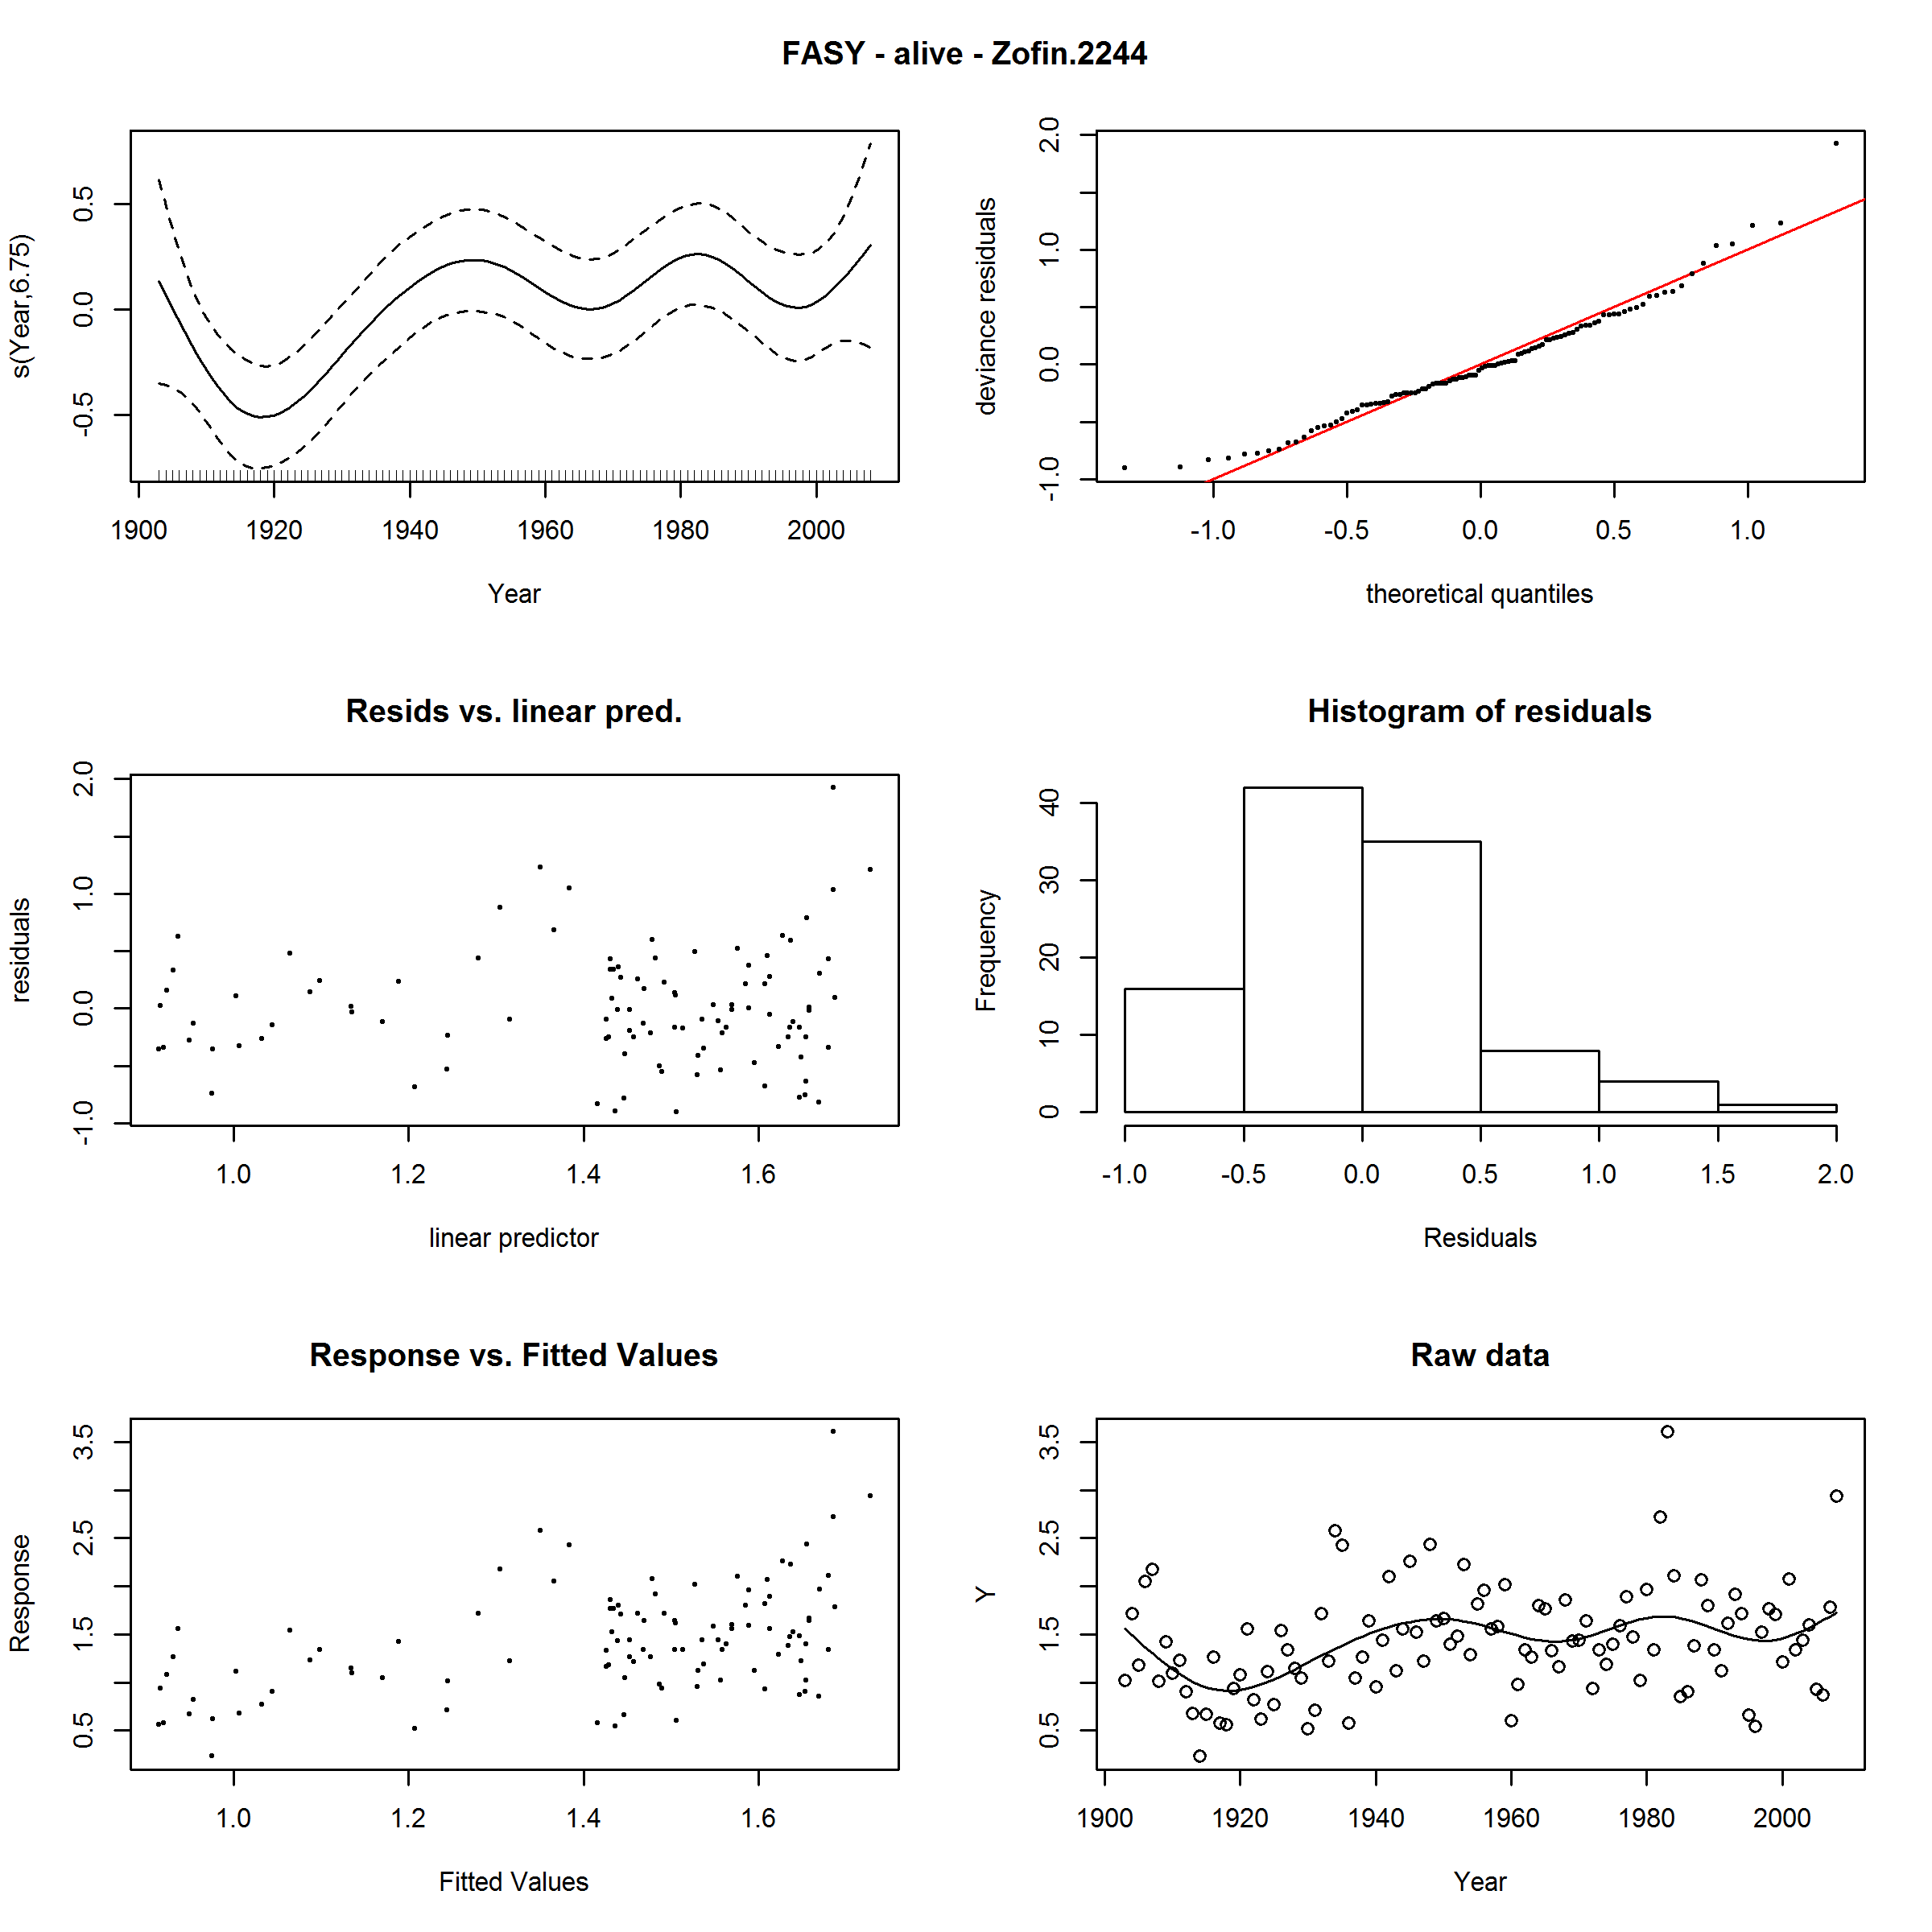 FASY - alive - Zofin.2244
s(Year,6.75)
-0.5 0.0 0.5
1900 1920 1940 1960 1980 2000
Year
deviance residuals
-1.0 0.0 1.0 2.0
-1.0 -0.5 0.0 0.5 1.0
theoretical quantiles
Resids vs. linear pred.
residuals
-1.0 0.0 1.0 2.0
1.0 1.2 1.4 1.6
linear predictor
Histogram of residuals
Frequency
0 10 20 30 40
-1.0 -0.5 0.0 0.5 1.0 1.5 2.0
Residuals
Response vs. Fitted Values
Response
0.5 1.5 2.5 3.5
1.0 1.2 1.4 1.6
Fitted Values
Raw data
Y
0.5 1.5 2.5 3.5
1900 1920 1940 1960 1980 2000
Year